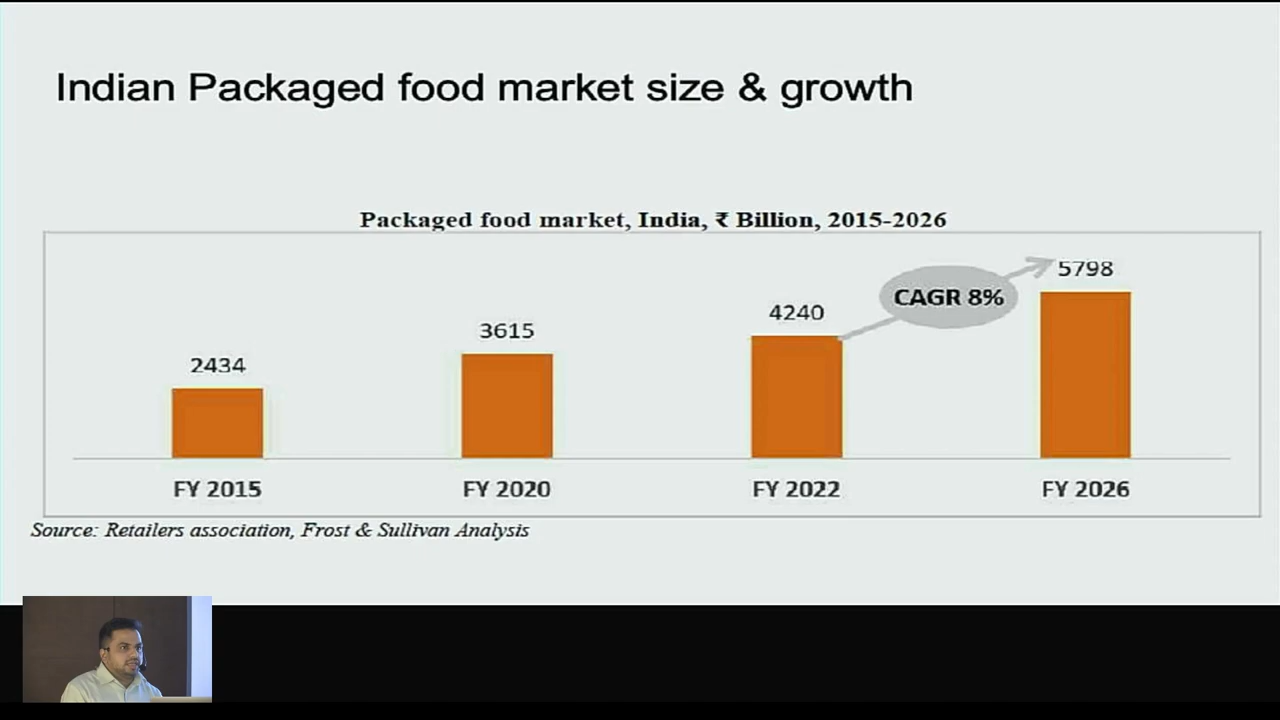 Indian Packaged food market size & growth
Packaged food market, India, ₹ Billion, 2015-2026
2434
3615
4240
CAGR 8%
5798
FY 2015
FY 2020
FY 2022
FY 2026
Source: Retailers association, Frost & Sullivan Analysis